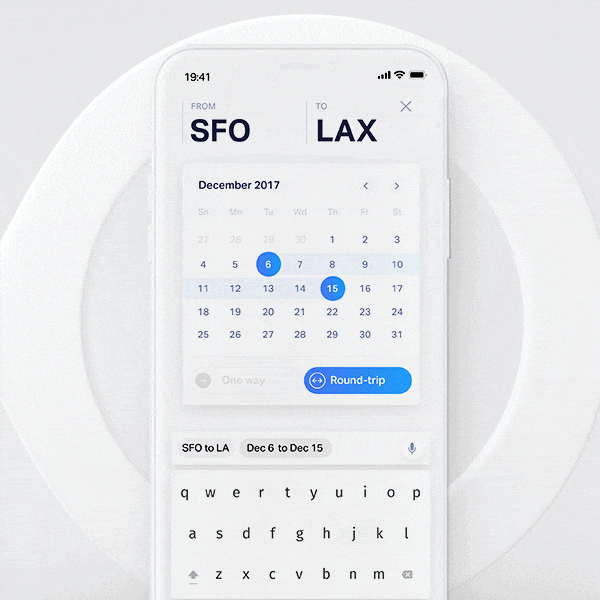 19:41
FROM TO
SFO LAX
December 2017
Sn Mn Tu Wd Th Fr St
27 28 29 30 1 2 3
4 5 6 7 8 9 10
11 12 13 14 15 16 17
18 19 20 21 22 23 24
25 26 27 28 29 30 31
One way Round-trip
SFO to LA Dec 6 to Dec 15
q w e r t y u i o p
a s d f g h j k l
z x c v b n m